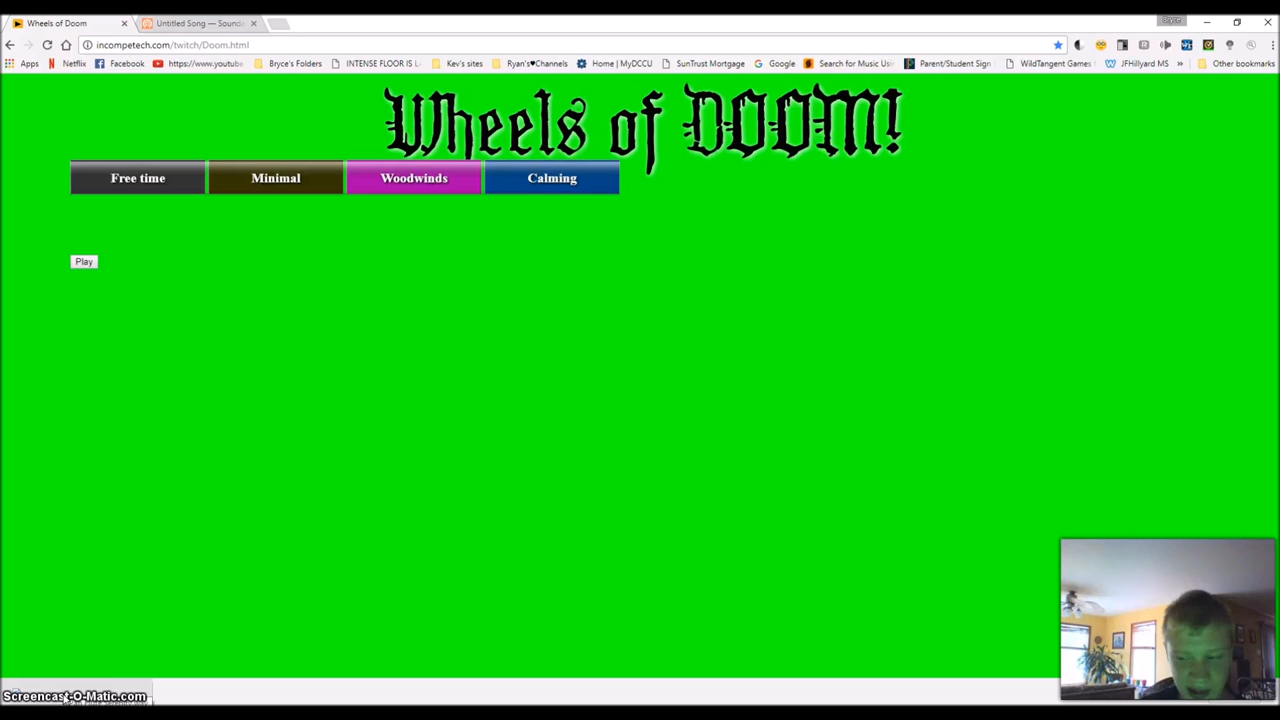 Wheels of Doom
Untitled Song — Sound
Bryce
incompetech.com/twitch/Doom.html
Apps Netflix Facebook https://www.youtube Bryce's Folders INTENSE FLOOR IS L Kev's sites Ryan's♥Channels Home | MyDCCU SunTrust Mortgage Google Search for Music Usin Parent/Student Sign WildTangent Games JFHillyard MS » Other bookmarks
Wheels of DOOM!
Free time Minimal Woodwinds Calming
Play
Screencast-O-Matic.com